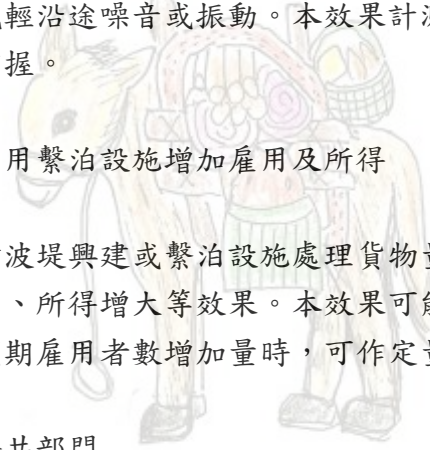 輕沿途噪音或振動。本效果計
握。
用繫泊設施增加雇用及所得
波堤興建或繫泊設施處理貨物
、所得增大等效果。本效果可
期雇用者數增加量時，可作定